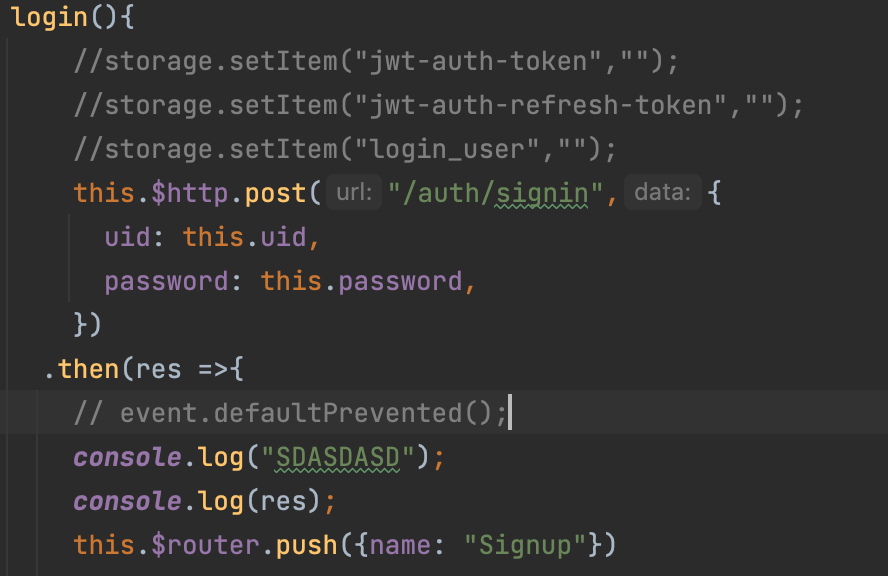 login(){
//storage.setItem("jwt-auth-token","");
//storage.setItem("jwt-auth-refresh-token","");
//storage.setItem("login_user","");
this.$http.post( url: "/auth/signin", data: {
uid: this.uid,
password: this.password,
})
.then(res =>{
// event.defaultPrevented();
console.log("SDASDASD");
console.log(res);
this.$router.push({name: "Signup"})